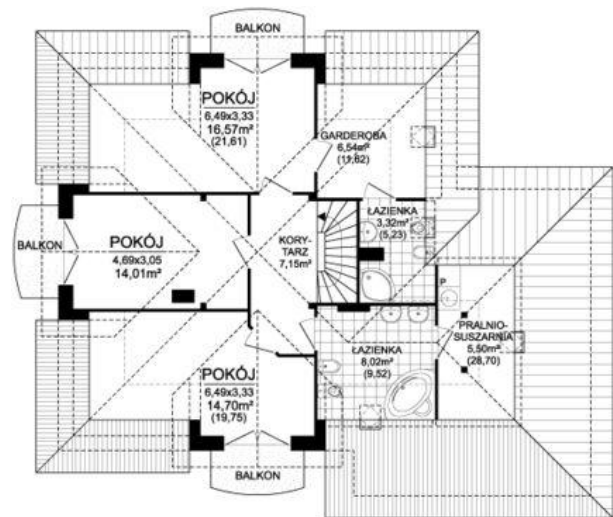 BALKON
POKÓJ
6,49x3,33
16,57m²
(21,61)
GARDEROBA
6,54m²
(11,62)
ŁAZIENKA
3,32m²
(5,23)
BALKON
POKÓJ
4,69x3,05
14,01m²
KORY-
TARZ
7,15m²
P
PRALNIO-
SUSZARNIA
5,50m²
(28,70)
ŁAZIENKA
8,02m²
(9,52)
POKÓJ
6,49x3,33
14,70m²
(19,75)
BALKON